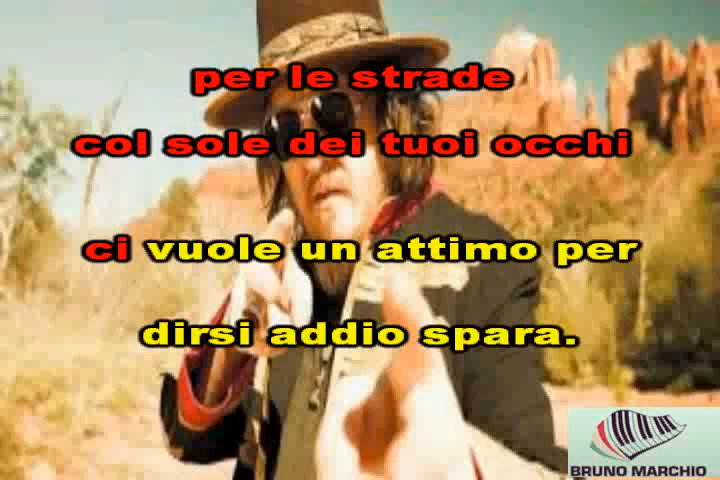 per le strade
col sole dei tuoi occhi
ci vuole un attimo per
dirsi addio spara.
BRUNO MARCHIO